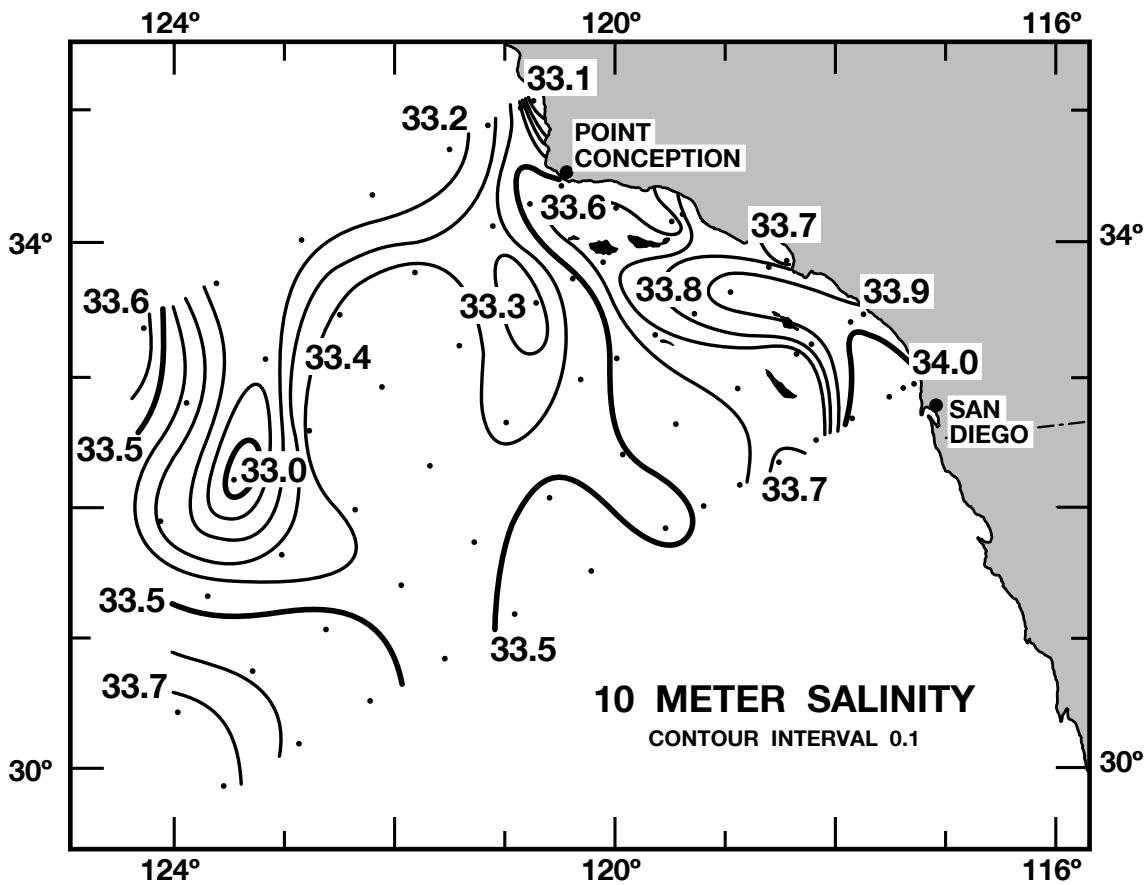 124º
120º
116º
33.1
33.2
POINT
CONCEPTION
33.6
33.7
34º
34º
33.6
33.3
33.8
33.9
33.4
34.0
SAN
DIEGO
33.5
33.0
33.7
33.5
33.5
33.7
10 METER SALINITY
CONTOUR INTERVAL 0.1
30º
30º
124º
120º
116º